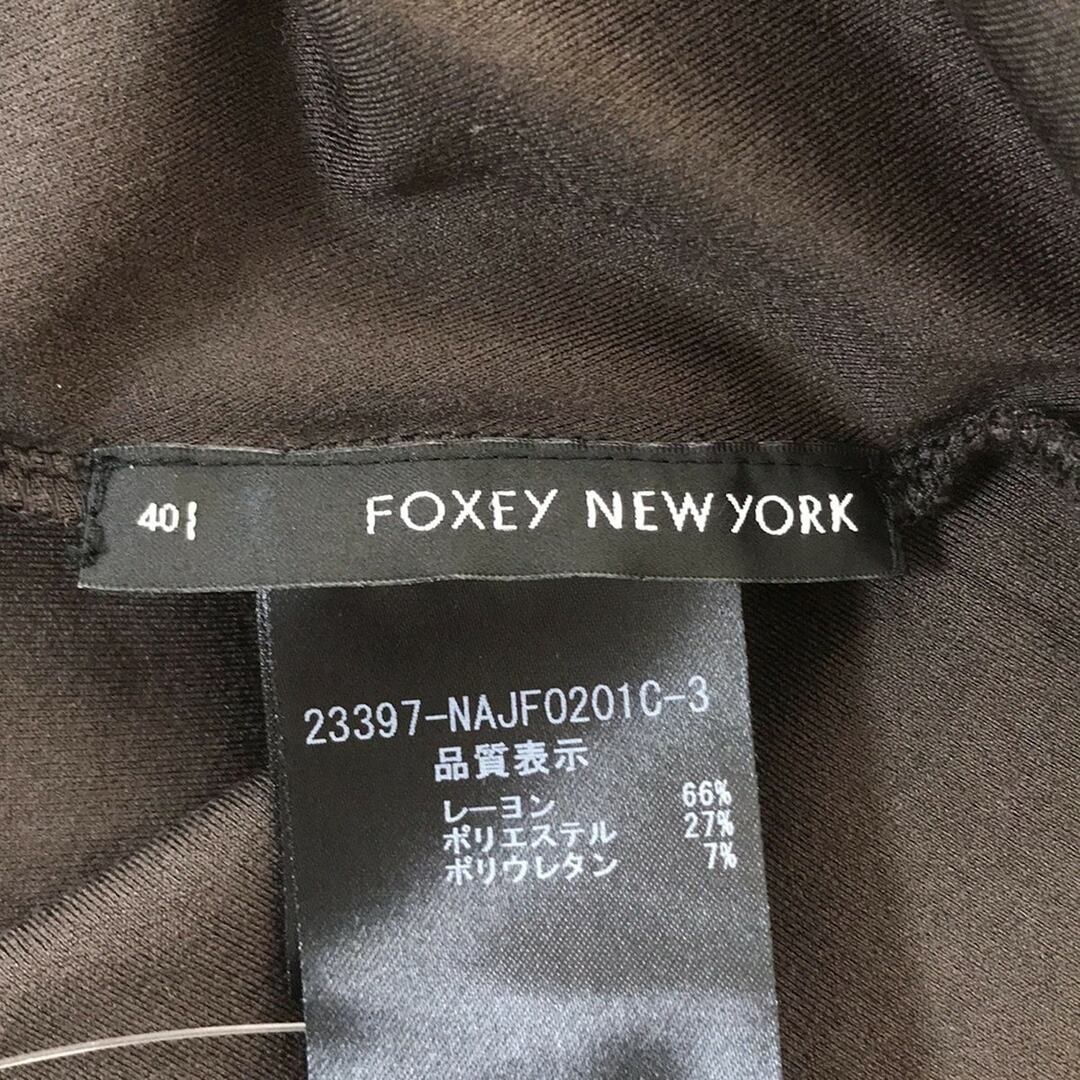 40 FOXEY NEW YORK
23397-NAJF0201C-3
品質表示
レーヨン 66%
ポリエステル 27%
ポリウレタン 7%